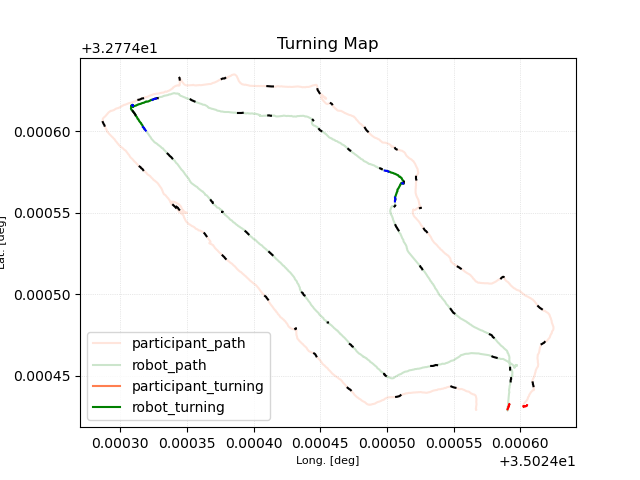 Turning Map
+3.2774e1
0.00060
0.00055
0.00050
0.00045
Lat. [deg]
participant_path
robot_path
participant_turning
robot_turning
0.00030 0.00035 0.00040 0.00045 0.00050 0.00055 0.00060
Long. [deg]
+3.5024e1